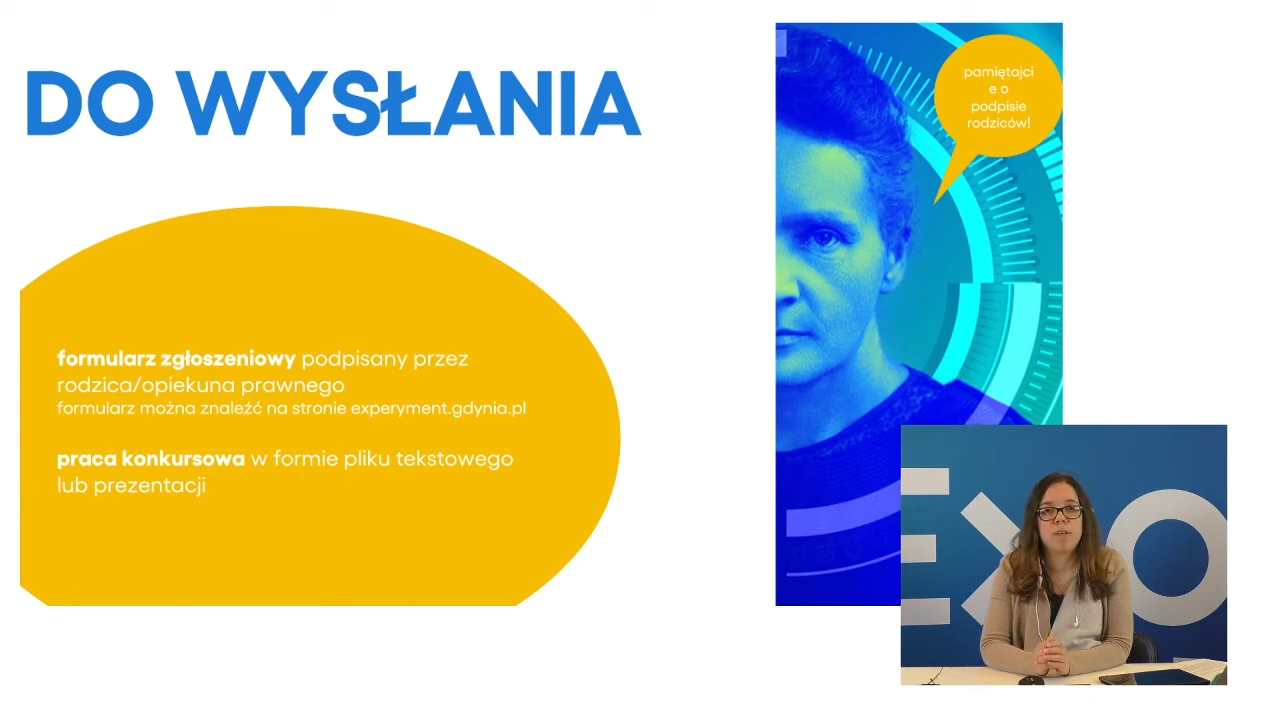 DO WYSŁANIA
pamiętajci
e o
podpisie
rodziców!
formularz zgłoszeniowy podpisany przez
rodzica/opiekuna prawnego
formularz można znaleźć na stronie experyment.gdynia.pl
praca konkursowa w formie pliku tekstowego
lub prezentacji
EXO